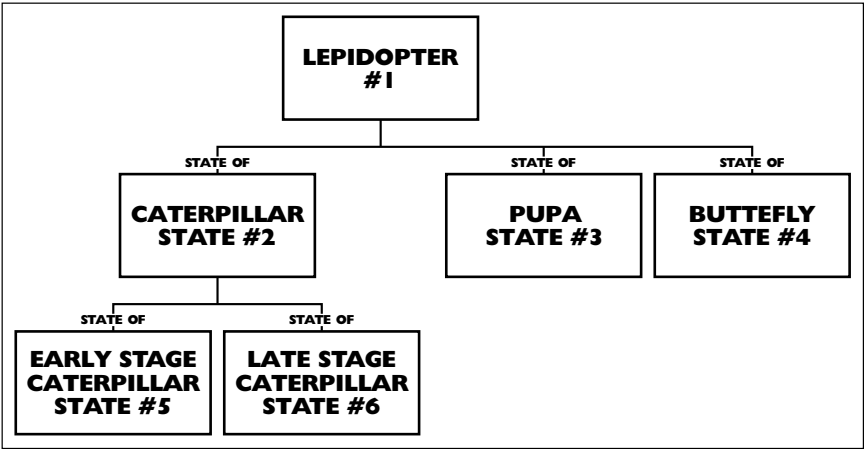 LEPIDOPTER
#1
STATE OF
STATE OF
STATE OF
CATERPILLAR
STATE #2
PUPA
STATE #3
BUTTEFLY
STATE #4
STATE OF
STATE OF
EARLY STAGE
CATERPILLAR
STATE #5
LATE STAGE
CATERPILLAR
STATE #6